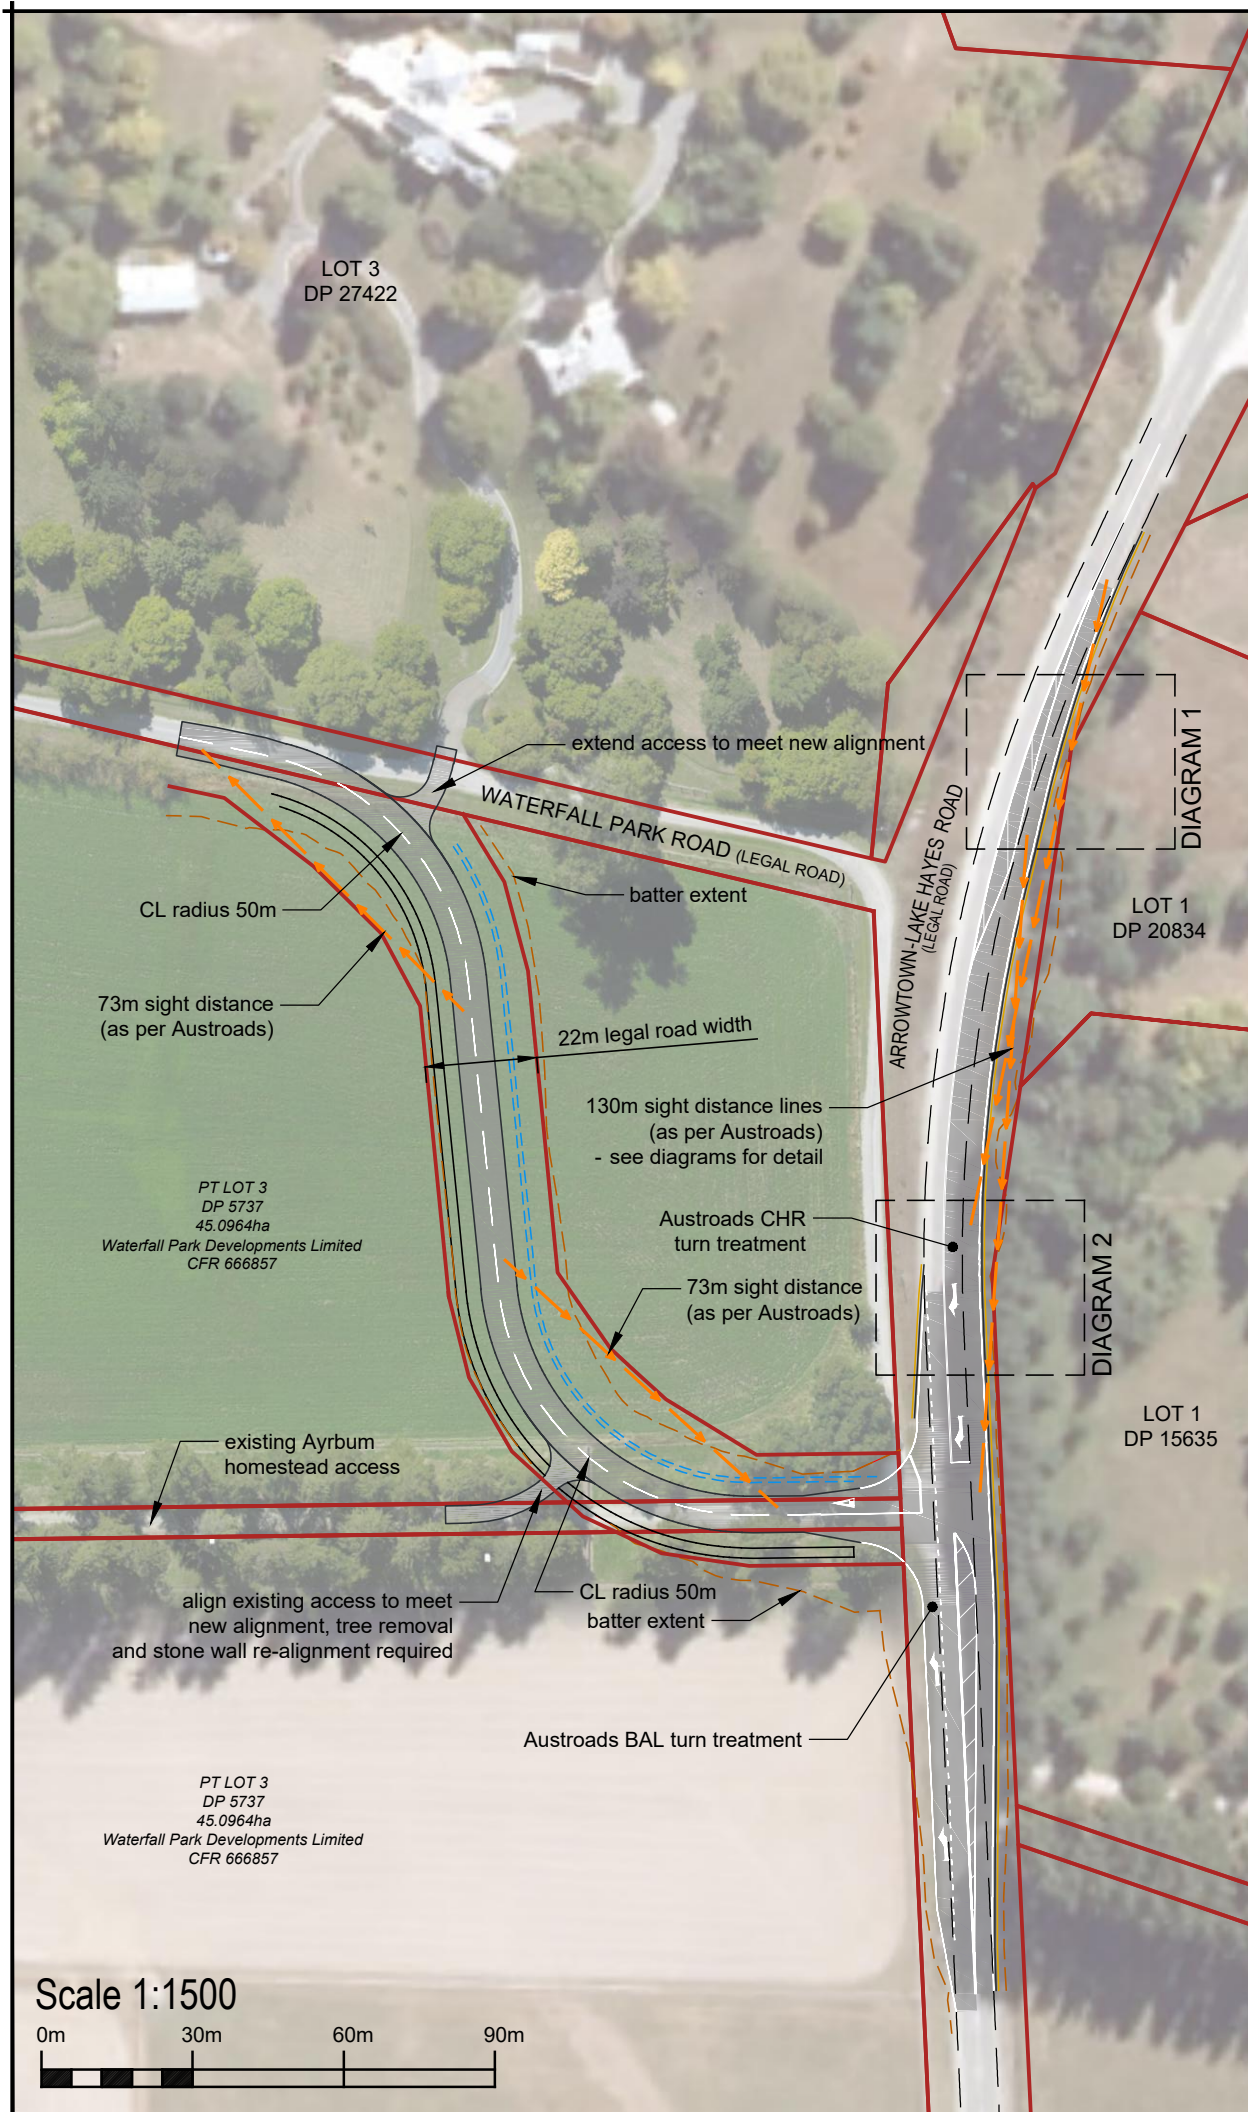 LOT 3
DP 27422
extend access to meet new alignment
WATERFALL PARK ROAD (LEGAL ROAD)
DIAGRAM 1
batter extent
CL radius 50m
ARROWTOWN-LAKE HAYES ROAD
(LEGAL ROAD)
LOT 1
DP 20834
73m sight distance
(as per Austroads)
22m legal road width
130m sight distance lines
(as per Austroads)
- see diagrams for detail
PT LOT 3
DP 5737
45.0964ha
Waterfall Park Developments Limited
CFR 666857
Austroads CHR
turn treatment
DIAGRAM 2
73m sight distance
(as per Austroads)
LOT 1
DP 15635
existing Ayrbum
homestead access
align existing access to meet
new alignment, tree removal
and stone wall re-alignment required
CL radius 50m
batter extent
Austroads BAL turn treatment
PT LOT 3
DP 5737
45.0964ha
Waterfall Park Developments Limited
CFR 666857
Scale 1:1500
0m 30m 60m 90m